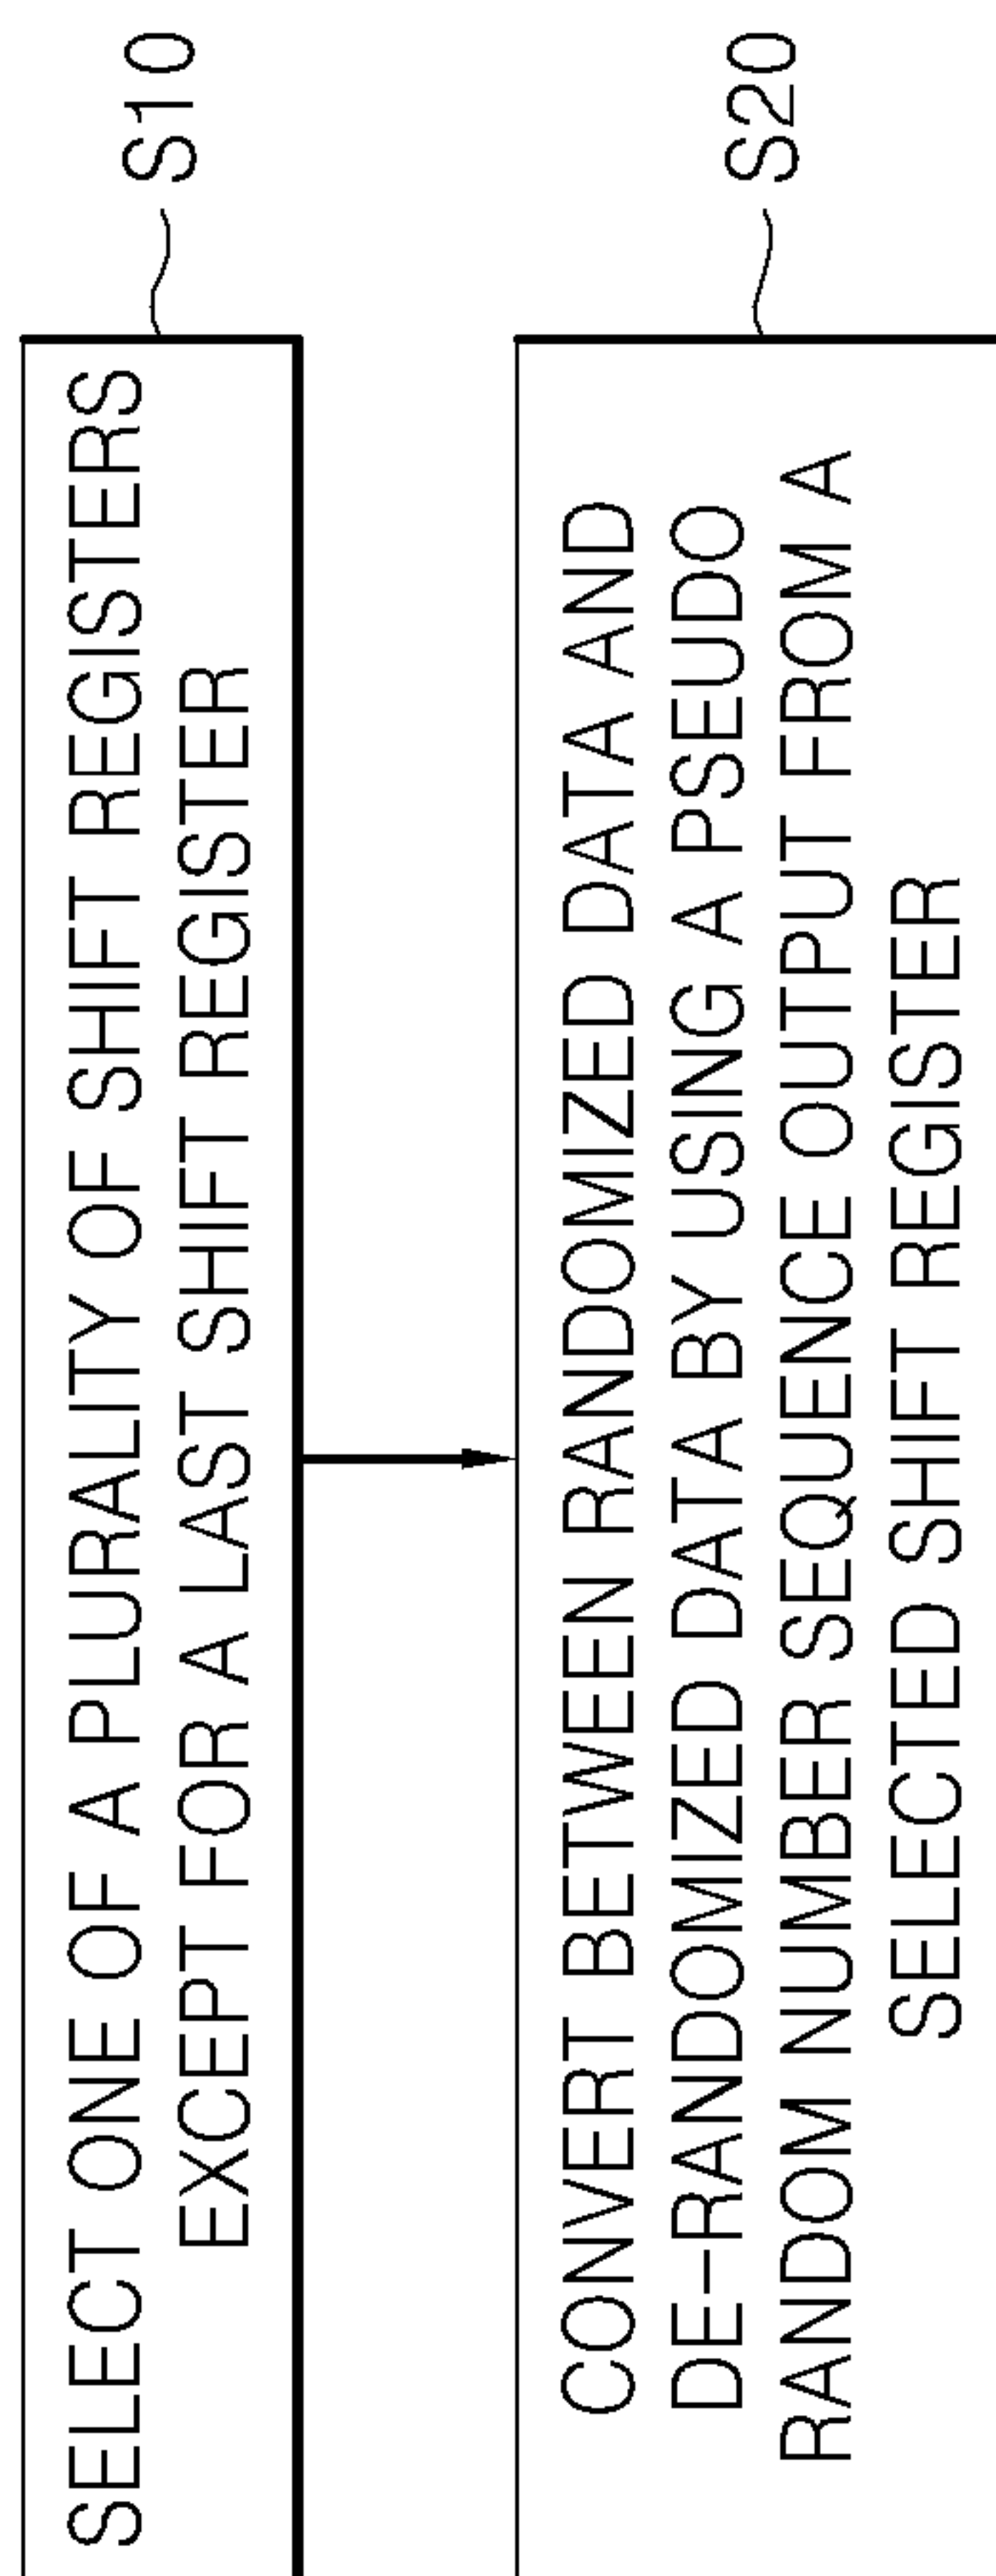 SELECT ONE OF A PLURALITY OF SHIFT REGISTERS
EXCEPT FOR A LAST SHIFT REGISTER
S10
CONVERT BETWEEN RANDOMIZED DATA AND
DE-RANDOMIZED DATA BY USING A PSEUDO
RANDOM NUMBER SEQUENCE OUTPUT FROM A
SELECTED SHIFT REGISTER
S20